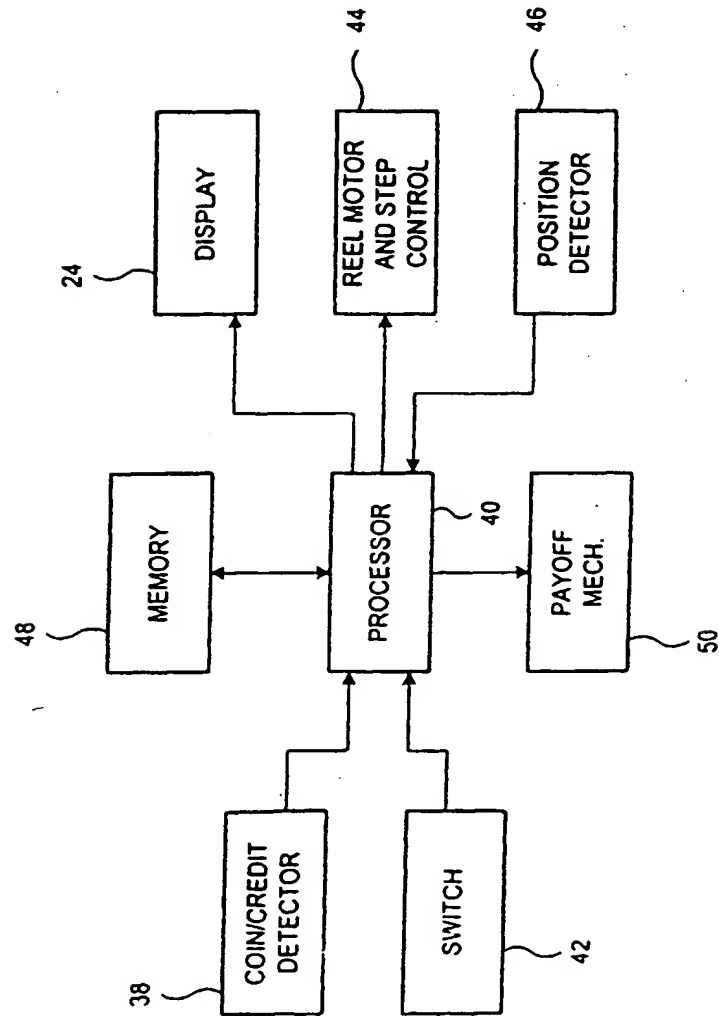 48
MEMORY
24
DISPLAY
38
COIN/CREDIT
DETECTOR
PROCESSOR
40
REEL MOTOR
AND STEP
CONTROL
44
SWITCH
42
PAYOFF
MECH.
50
POSITION
DETECTOR
46